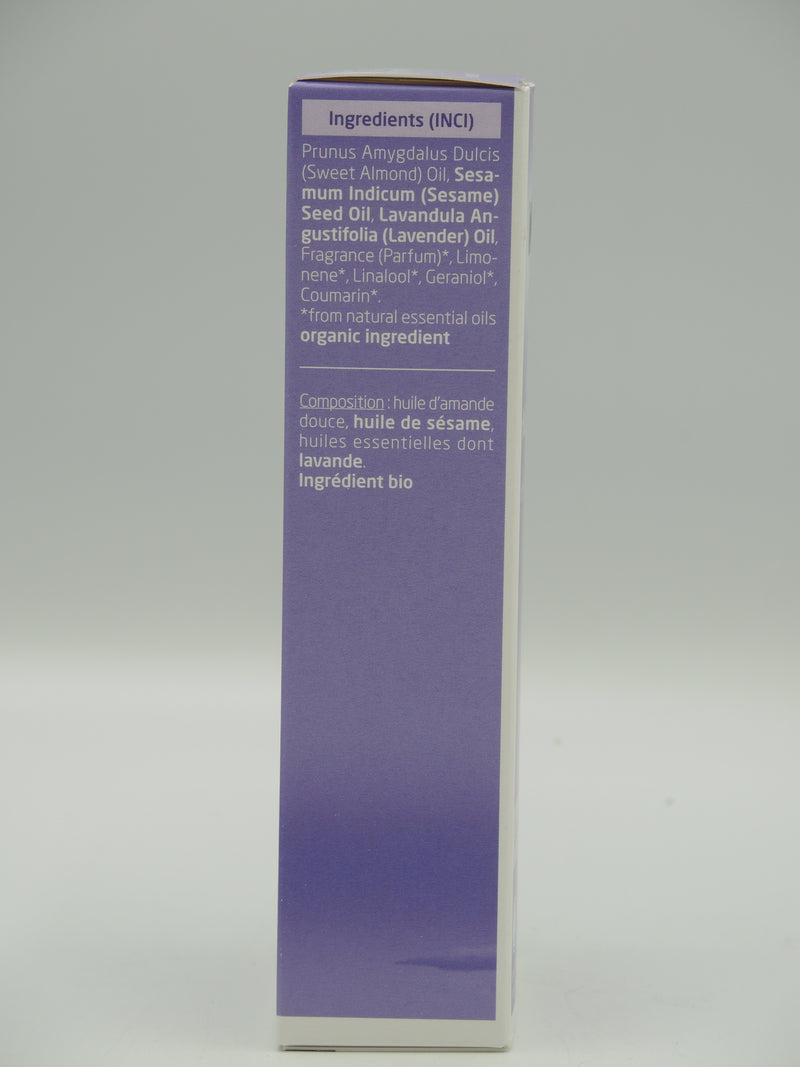 Ingredients (INCI)
Prunus Amygdalus Dulcis
(Sweet Almond) Oil, Sesa-
mum Indicum (Sesame)
Seed Oil, Lavandula An-
gustifolia (Lavender) Oil,
Fragrance (Parfum)*, Limo-
nene*, Linalool*, Geraniol*,
Coumarin*.
*from natural essential oils
organic ingredient
Composition : huile d'amande
douce, huile de sésame,
huiles essentielles dont
lavande.
Ingrédient bio